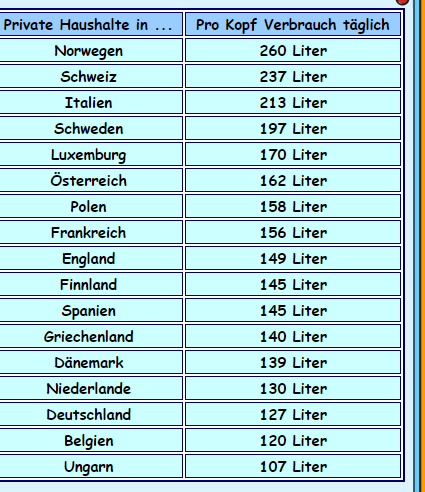 Private Haushalte in ... Pro Kopf Verbrauch täglich
Norwegen 260 Liter
Schweiz 237 Liter
Italien 213 Liter
Schweden 197 Liter
Luxemburg 170 Liter
Österreich 162 Liter
Polen 158 Liter
Frankreich 156 Liter
England 149 Liter
Finnland 145 Liter
Spanien 145 Liter
Griechenland 140 Liter
Dänemark 139 Liter
Niederlande 130 Liter
Deutschland 127 Liter
Belgien 120 Liter
Ungarn 107 Liter